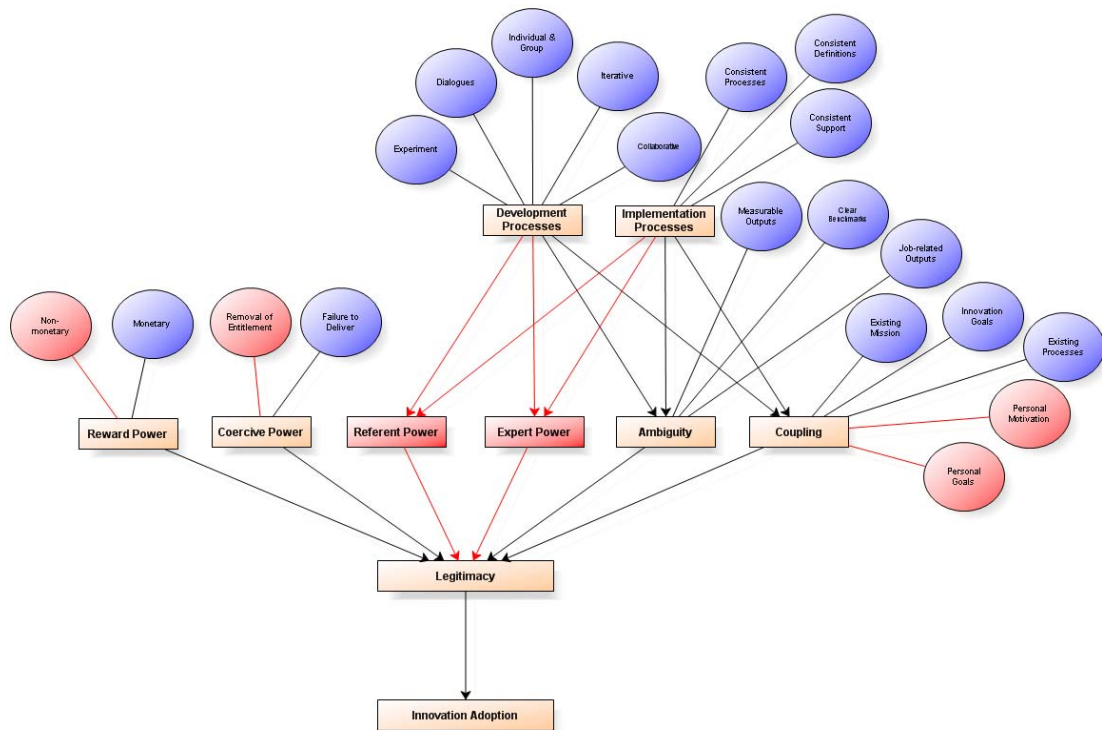 Individual &
Group
Consistent
Definitions
Dialogues
Iterative
Consistent
Processes
Consistent
Support
Experiment
Collaborative
Development
Processes
Implementation
Processes
Measurable
Outputs
Clear
Benchmarks
Job-related
Outputs
Non-
monetary
Monetary
Removal of
Entitlement
Failure to
Deliver
Existing
Mission
Innovation
Goals
Existing
Processes
Reward Power
Coercive Power
Referent Power
Expert Power
Ambiguity
Coupling
Personal
Motivation
Personal
Goals
Legitimacy
Innovation Adoption